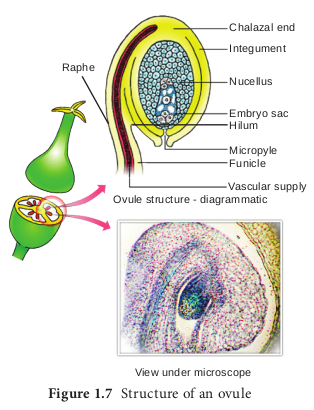 Chalazal end
Integument
Raphe
Nucellus
Embryo sac
Hilum
Micropyle
Funicle
Vascular supply
Ovule structure - diagrammatic
View under microscope
Figure 1.7 Structure of an ovule